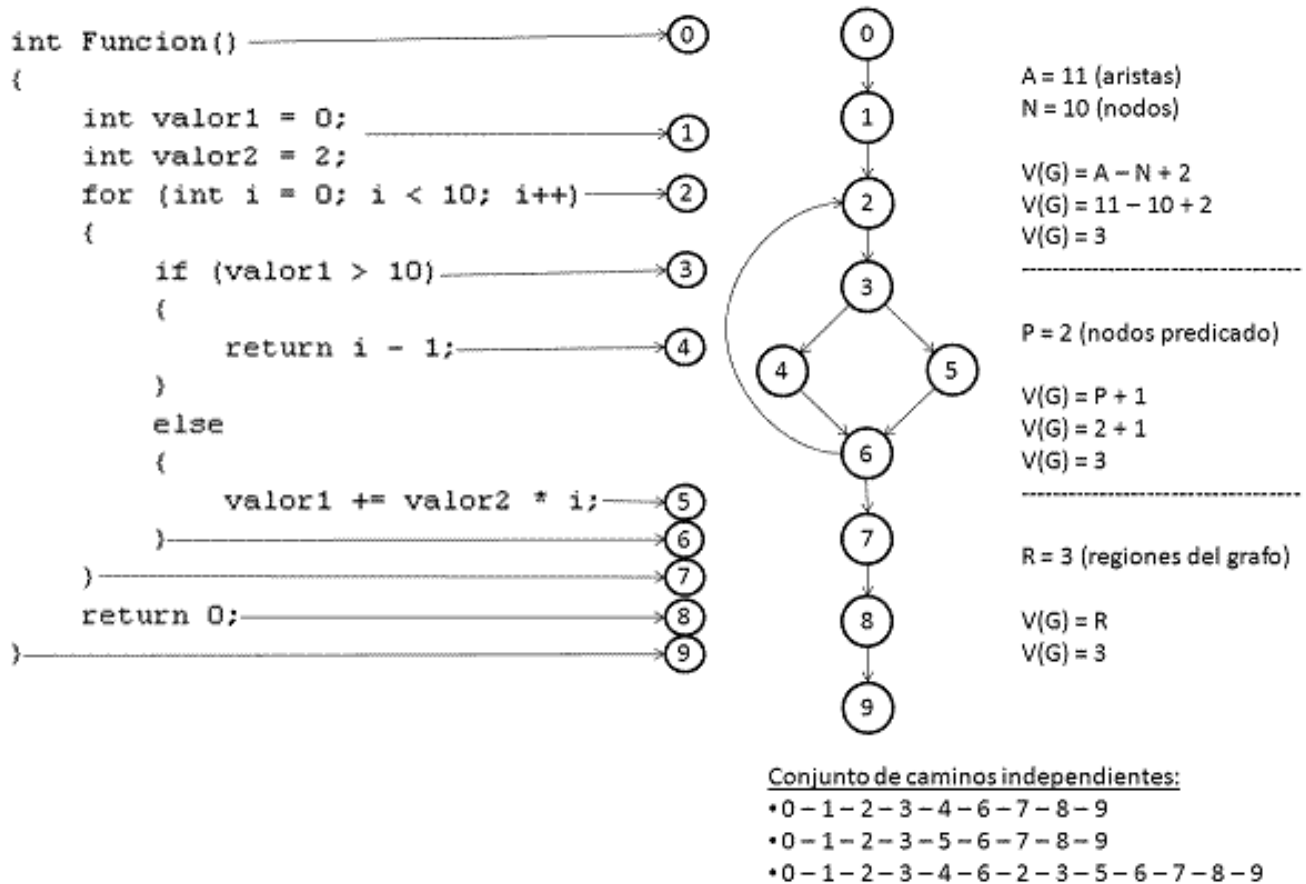 int Funcion() 0
{
int valor1 = 0;
1
int valor2 = 2;
for (int i = 0; i < 10; i++) 2
{
if (valor1 > 10) 3
{
return i - 1; 4
}
else
{
valor1 += valor2 * i; 5
} 6
} 7
return 0; 8
} 9
0
1
2
3
4 5
6
7
8
9
A = 11 (aristas)
N = 10 (nodos)
V(G) = A – N + 2
V(G) = 11 – 10 + 2
V(G) = 3
--------------------------------
P = 2 (nodos predicado)
V(G) = P + 1
V(G) = 2 + 1
V(G) = 3
--------------------------------
R = 3 (regiones del grafo)
V(G) = R
V(G) = 3
Conjunto de caminos independientes:
• 0 – 1 – 2 – 3 – 4 – 6 – 7 – 8 – 9
• 0 – 1 – 2 – 3 – 5 – 6 – 7 – 8 – 9
• 0 – 1 – 2 – 3 – 4 – 6 – 2 – 3 – 5 – 6 – 7 – 8 – 9